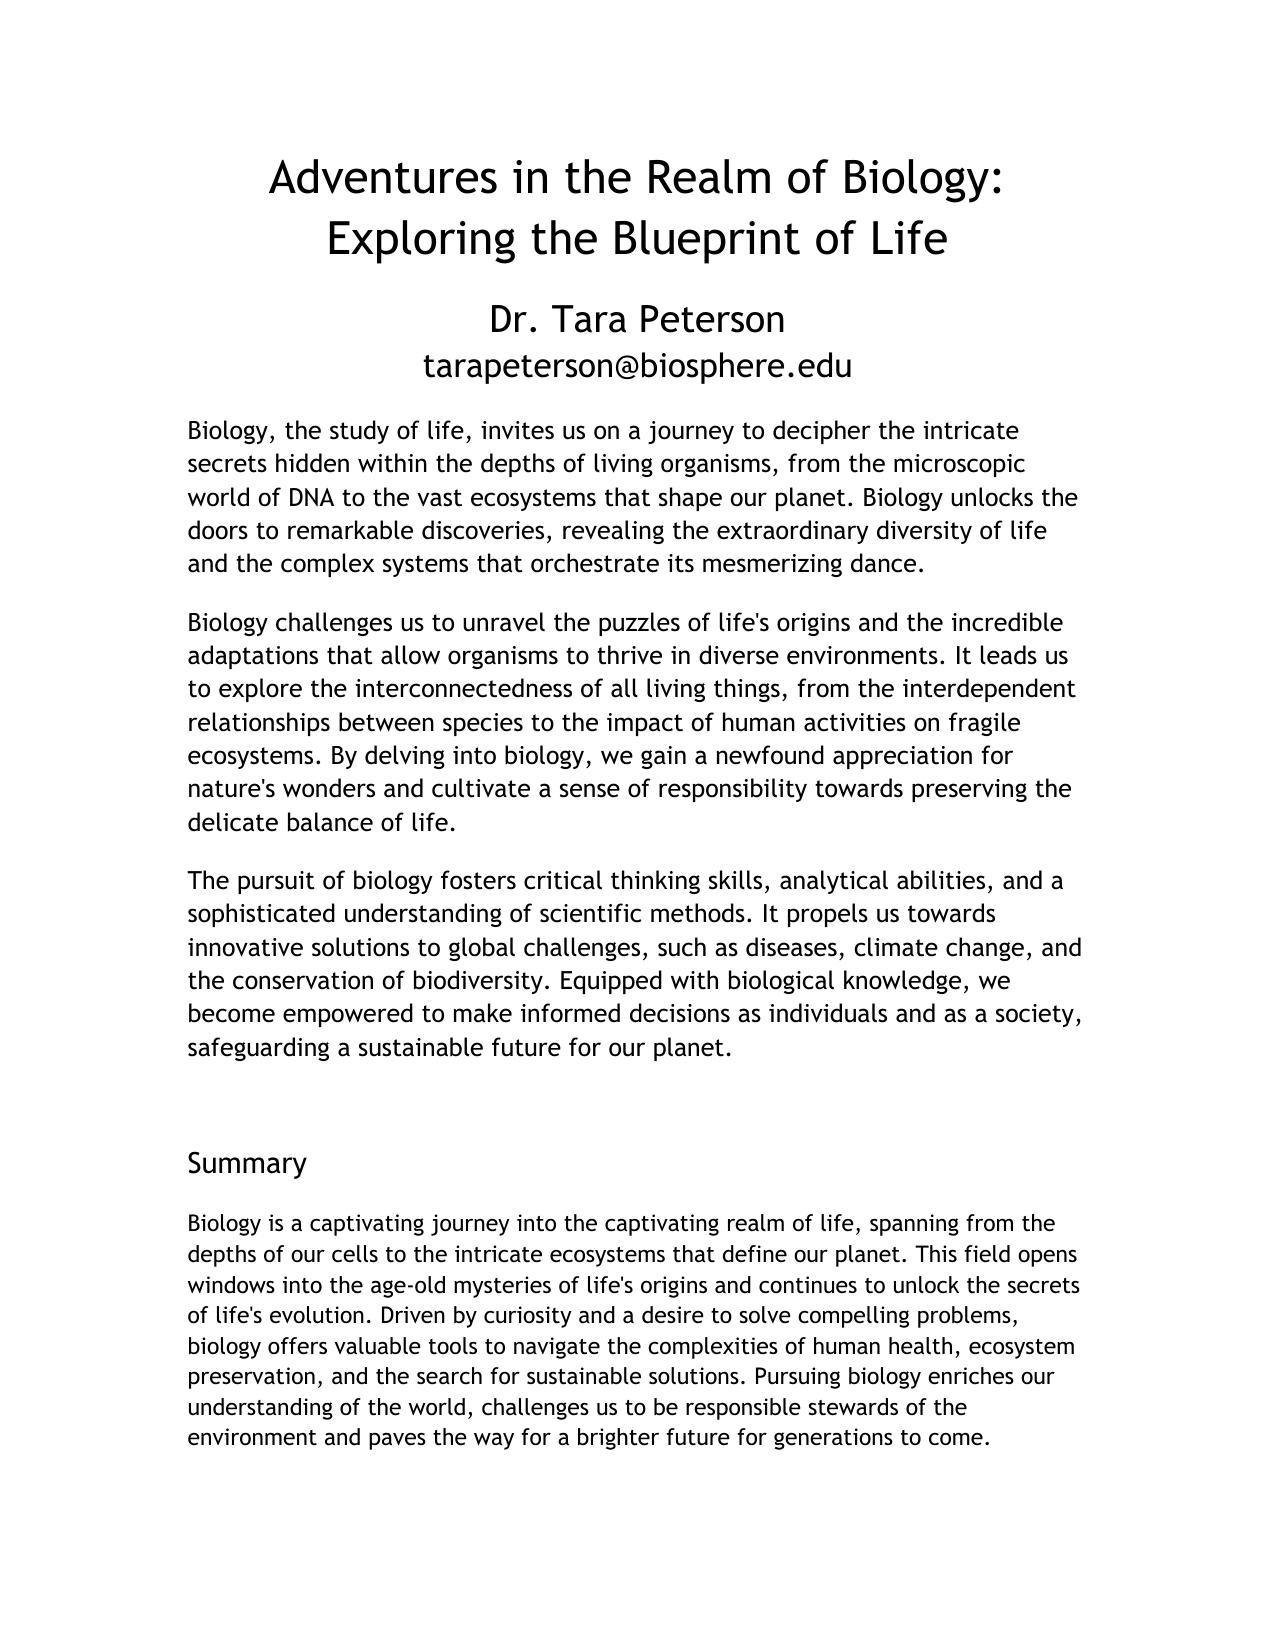 Adventures in the Realm of Biology:
Exploring the Blueprint of Life
Dr. Tara Peterson
tarapeterson@biosphere.edu
Biology, the study of life, invites us on a journey to decipher the intricate
secrets hidden within the depths of living organisms, from the microscopic
world of DNA to the vast ecosystems that shape our planet. Biology unlocks the
doors to remarkable discoveries, revealing the extraordinary diversity of life
and the complex systems that orchestrate its mesmerizing dance.
Biology challenges us to unravel the puzzles of life's origins and the incredible
adaptations that allow organisms to thrive in diverse environments. It leads us
to explore the interconnectedness of all living things, from the interdependent
relationships between species to the impact of human activities on fragile
ecosystems. By delving into biology, we gain a newfound appreciation for
nature's wonders and cultivate a sense of responsibility towards preserving the
delicate balance of life.
The pursuit of biology fosters critical thinking skills, analytical abilities, and a
sophisticated understanding of scientific methods. It propels us towards
innovative solutions to global challenges, such as diseases, climate change, and
the conservation of biodiversity. Equipped with biological knowledge, we
become empowered to make informed decisions as individuals and as a society,
safeguarding a sustainable future for our planet.
Summary
Biology is a captivating journey into the captivating realm of life, spanning from the
depths of our cells to the intricate ecosystems that define our planet. This field opens
windows into the age-old mysteries of life's origins and continues to unlock the secrets
of life's evolution. Driven by curiosity and a desire to solve compelling problems,
biology offers valuable tools to navigate the complexities of human health, ecosystem
preservation, and the search for sustainable solutions. Pursuing biology enriches our
understanding of the world, challenges us to be responsible stewards of the
environment and paves the way for a brighter future for generations to come.